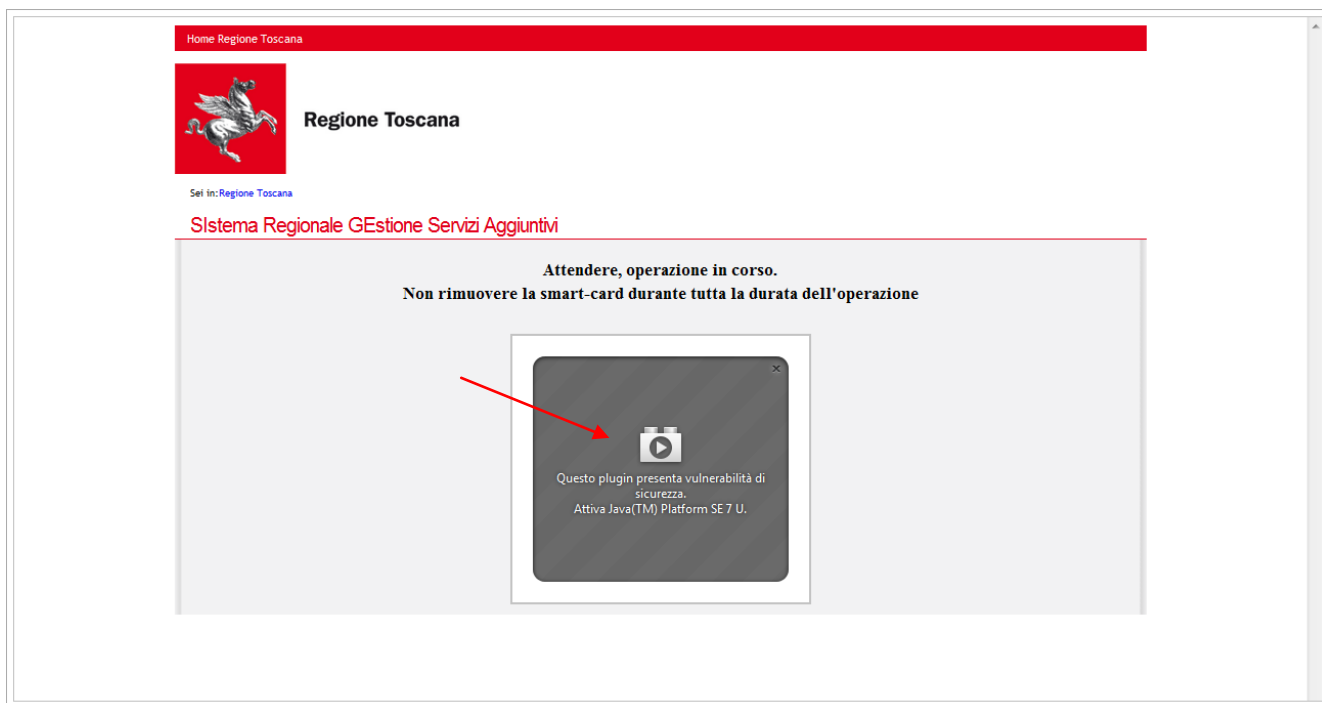 Home Regione Toscana
Regione Toscana
Sei in:Regione Toscana
SIstema Regionale GEstione Servizi Aggiuntivi
Attendere, operazione in corso.
Non rimuovere la smart-card durante tutta la durata dell'operazione
Questo plugin presenta vulnerabilità di
sicurezza.
Attiva Java(TM) Platform SE 7 U.